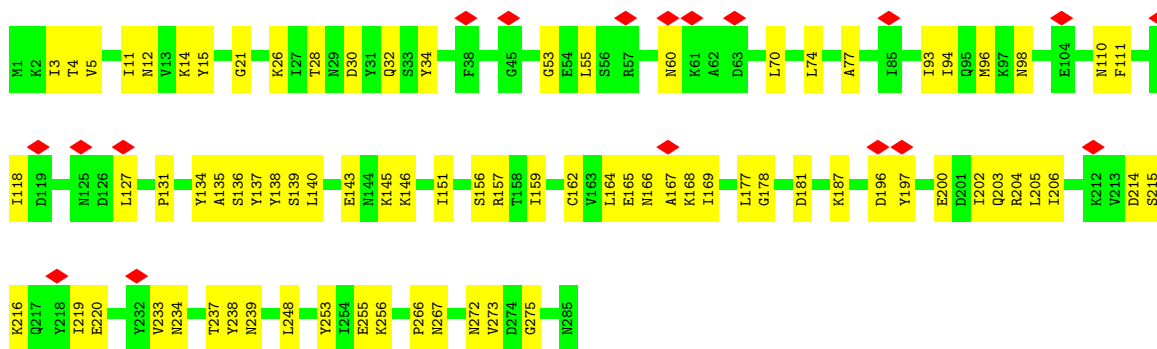 M1 K2 I3 T4 V5 I11 N12 V13 K14 Y15 G21 K26 I27 T28 N29 D30 Y31 Q32 S33 Y34 F38 G45 G53 E54 L55 S56 R57 N60 K61 A62 D63 L70 L74 A77 I85 I93 I94 Q95 M96 K97 N98 E104 N110 F111
I118 D119 N125 D126 L127 P131 Y134 A135 S136 Y137 Y138 S139 L140 E143 N144 K145 K146 I151 S156 R157 T158 I159 C162 V163 L164 E165 N166 A167 K168 I169 L177 G178 D181 K187 D196 Y197 E200 D201 I202 Q203 R204 L205 I206 K212 V213 D214 S215
K216 Q217 Y218 I219 E220 Y232 V233 N234 T237 Y238 N239 L248 Y253 I254 E255 K256 P266 N267 N272 V273 D274 G275 N285